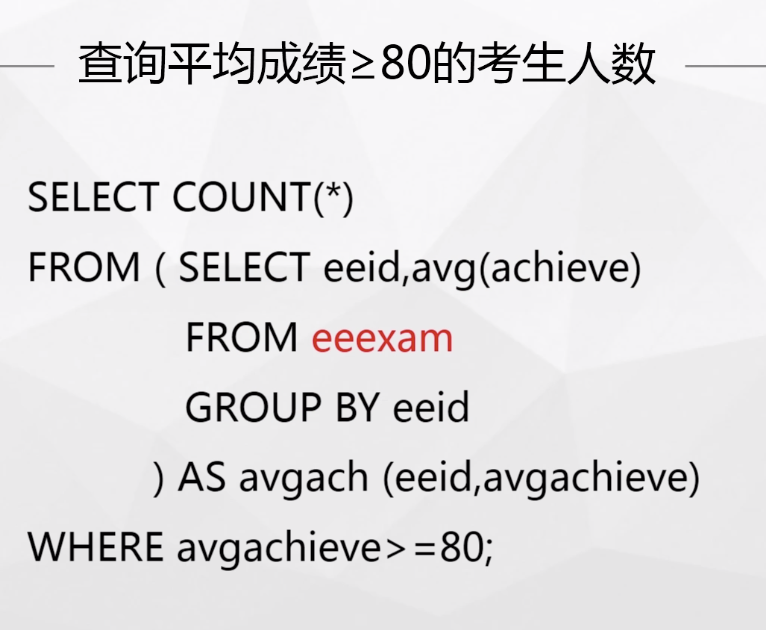 查询平均成绩≥80的考生人数
SELECT COUNT(*)
FROM ( SELECT eeid,avg(achieve)
FROM eeexam
GROUP BY eeid
) AS avgach (eeid,avgachieve)
WHERE avgachieve>=80;